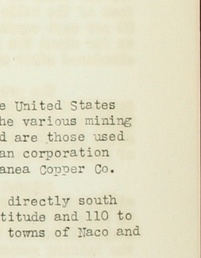 e United States
he various mining
d are those used
an corporation
anea Copper Co.
directly south
titude and 110 to
towns of Naco and